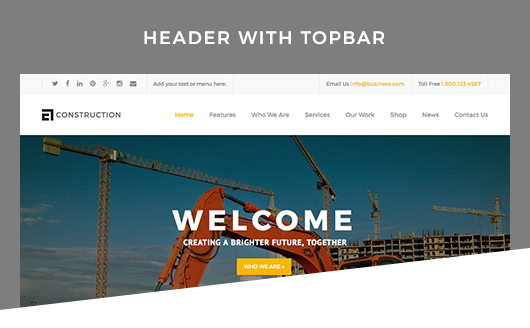 HEADER WITH TOPBAR
Add your text or menu here. Email Us info@business.com Toll Free 1.800.123.4567
CONSTRUCTION Home Features Who We Are Services Our Work Shop News Contact Us
WELCOME
CREATING A BRIGHTER FUTURE, TOGETHER
WHO WE ARE ›